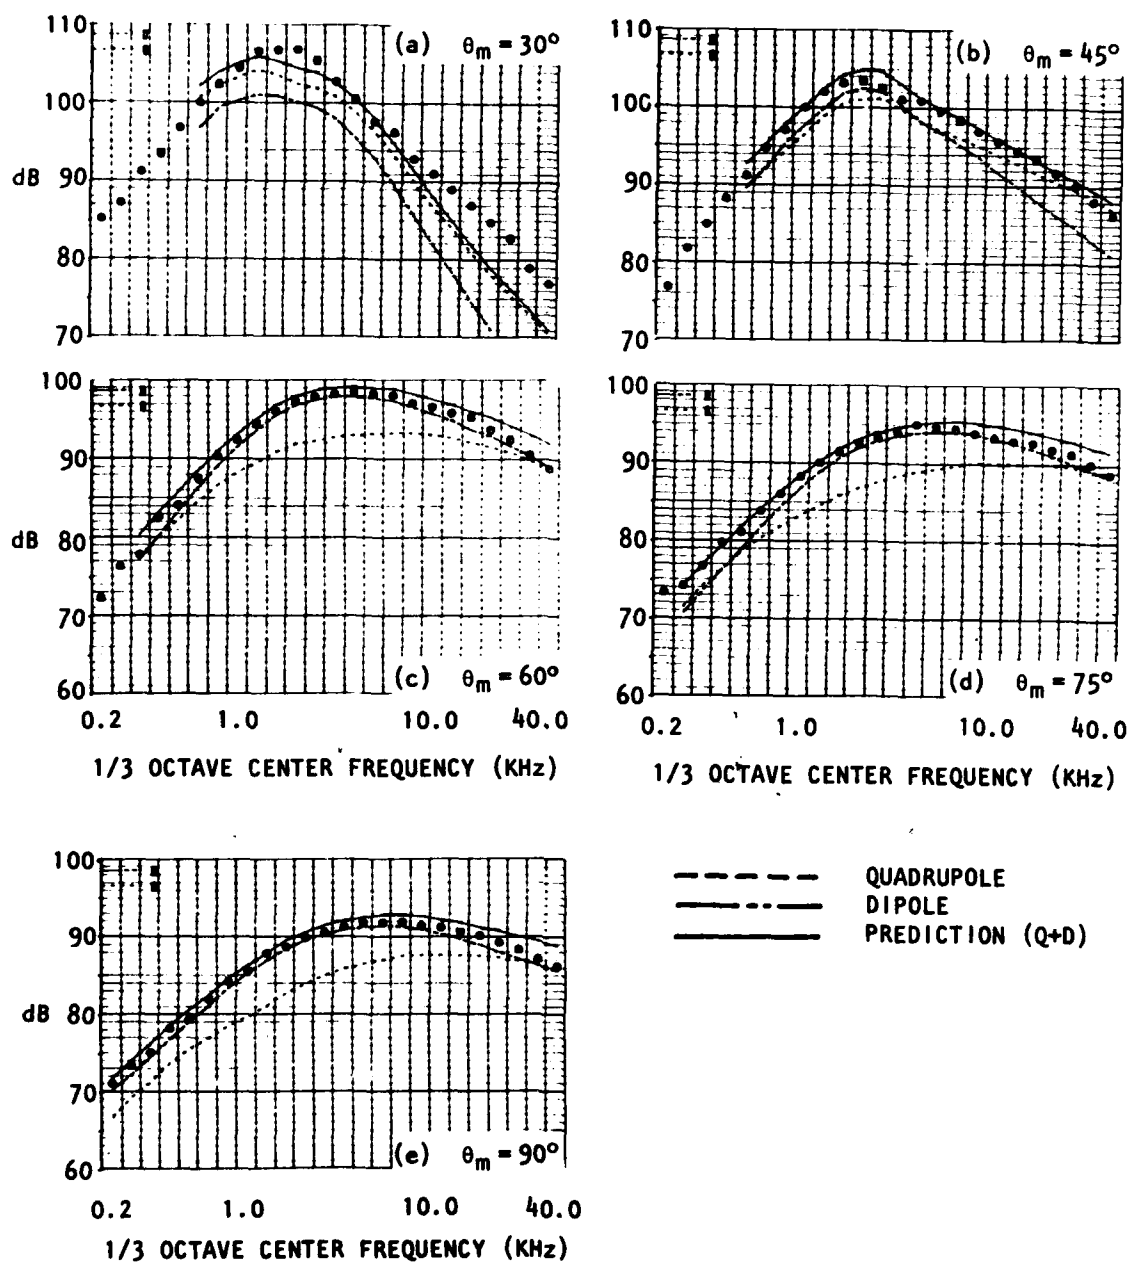 110
100
90
80
70
dB
(a) θm = 30°
110
100
90
80
70
(b) θm = 45°
100
90
80
70
60
dB
(c) θm = 60°
0.2 1.0 10.0 40.0
1/3 OCTAVE CENTER FREQUENCY (KHz)
100
90
80
70
60
(d) θm = 75°
0.2 1.0 10.0 40.0
1/3 OCTAVE CENTER FREQUENCY (KHz)
100
90
80
70
60
dB
(e) θm = 90°
0.2 1.0 10.0 40.0
1/3 OCTAVE CENTER FREQUENCY (KHz)
QUADRUPOLE
DIPOLE
PREDICTION (Q+D)